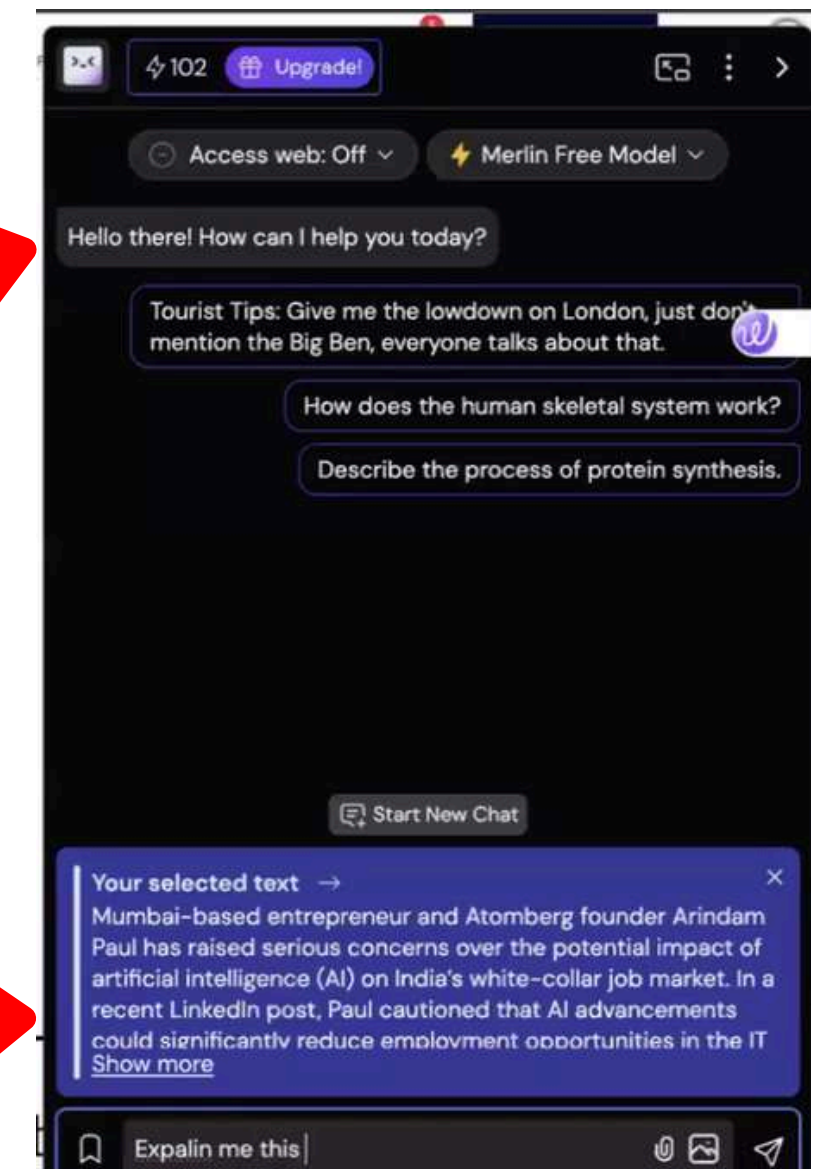 102 Upgrade!
Access web: Off Merlin Free Model
Hello there! How can I help you today?
Tourist Tips: Give me the lowdown on London, just don't
mention the Big Ben, everyone talks about that.
How does the human skeletal system work?
Describe the process of protein synthesis.
Start New Chat
Your selected text →
Mumbai-based entrepreneur and Atomberg founder Arindam
Paul has raised serious concerns over the potential impact of
artificial intelligence (AI) on India's white-collar job market. In a
recent LinkedIn post, Paul cautioned that AI advancements
could significantly reduce employment opportunities in the IT
Show more
Expalin me this